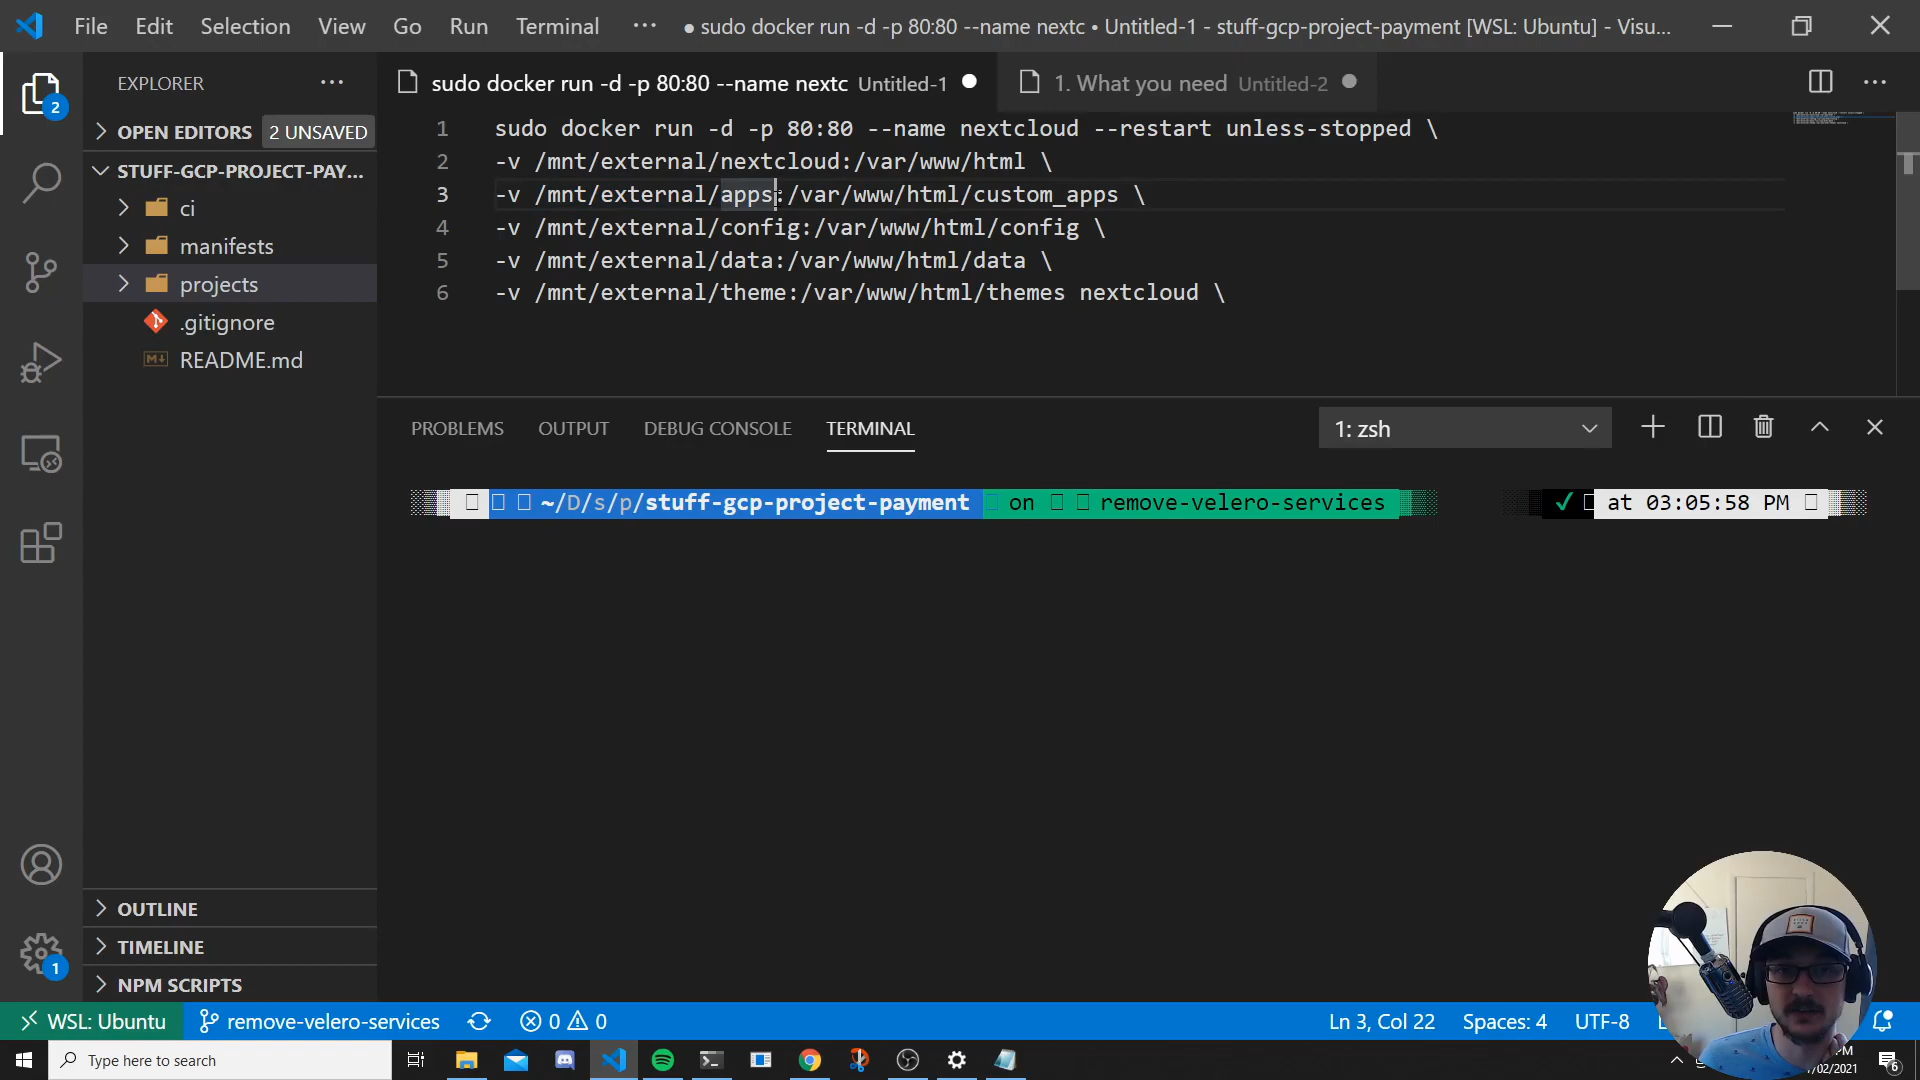 File Edit Selection View Go Run Terminal ··· ● sudo docker run -d -p 80:80 --name nextc • Untitled-1 - stuff-gcp-project-payment [WSL: Ubuntu] - Visu...
EXPLORER ···
sudo docker run -d -p 80:80 --name nextc Untitled-1
1. What you need Untitled-2
2
OPEN EDITORS 2 UNSAVED
STUFF-GCP-PROJECT-PAY...
ci
manifests
projects
.gitignore
README.md
1 sudo docker run -d -p 80:80 --name nextcloud --restart unless-stopped \
2 -v /mnt/external/nextcloud:/var/www/html \
3 -v /mnt/external/apps:/var/www/html/custom_apps \
4 -v /mnt/external/config:/var/www/html/config \
5 -v /mnt/external/data:/var/www/html/data \
6 -v /mnt/external/theme:/var/www/html/themes nextcloud \
PROBLEMS OUTPUT DEBUG CONSOLE TERMINAL 1: zsh
~/D/s/p/stuff-gcp-project-payment on remove-velero-services ✓ at 03:05:58 PM
OUTLINE
TIMELINE
NPM SCRIPTS
1
WSL: Ubuntu remove-velero-services 0 0 Ln 3, Col 22 Spaces: 4 UTF-8
Type here to search
6